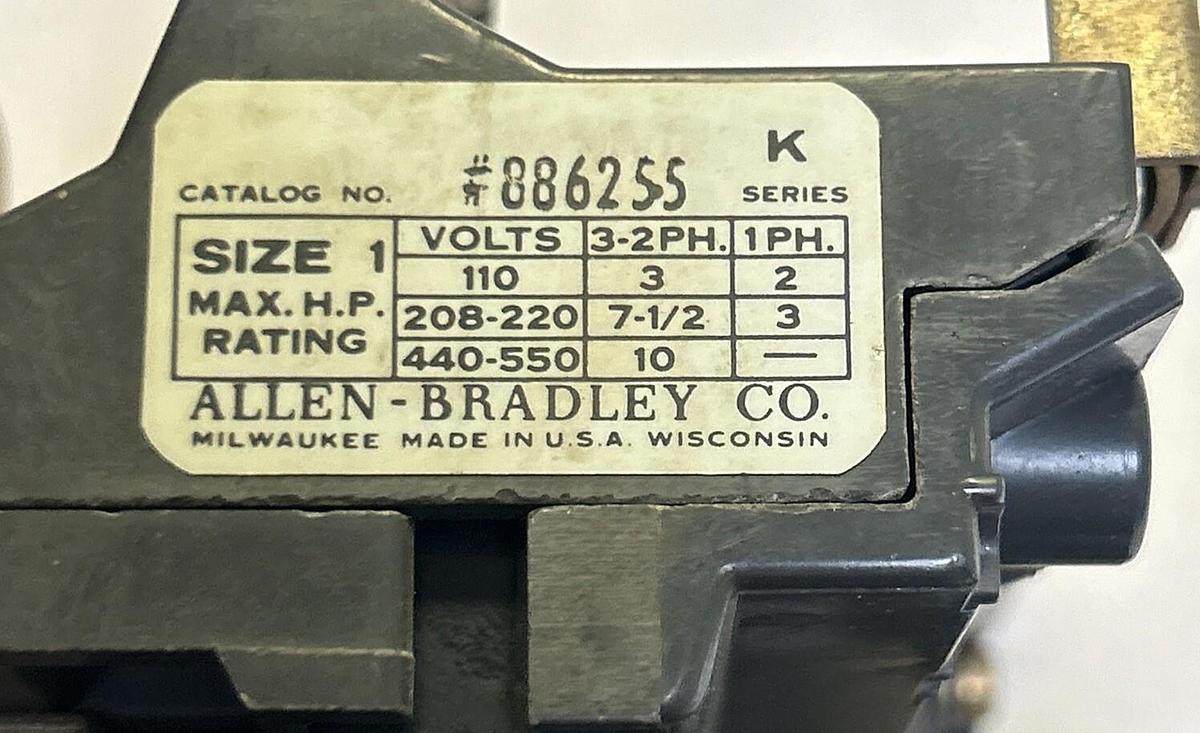 K
CATALOG NO. #886255 SERIES
SIZE 1 MAX. H.P. RATING
VOLTS 3-2PH. 1PH.
110 3 2
208-220 7-1/2 3
440-550 10 —
ALLEN-BRADLEY CO.
MILWAUKEE MADE IN U.S.A. WISCONSIN